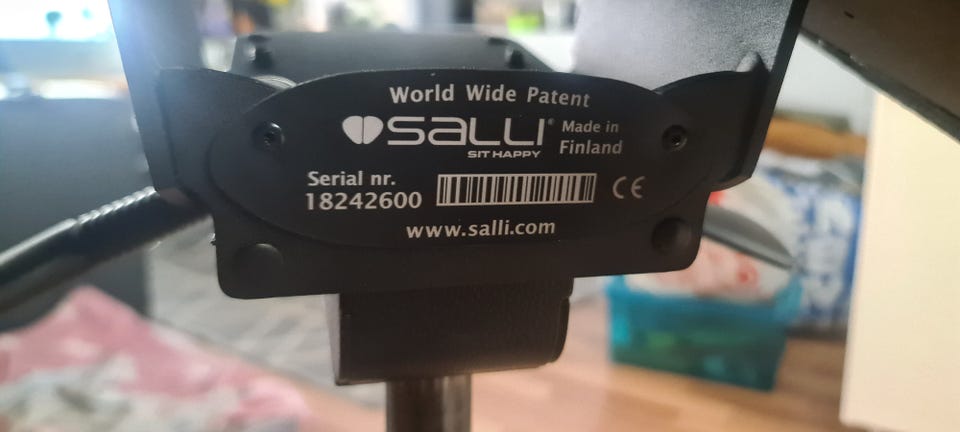 World Wide Patent
SALLI®
SIT HAPPY
Made in
Finland
Serial nr.
18242600
CE
www.salli.com